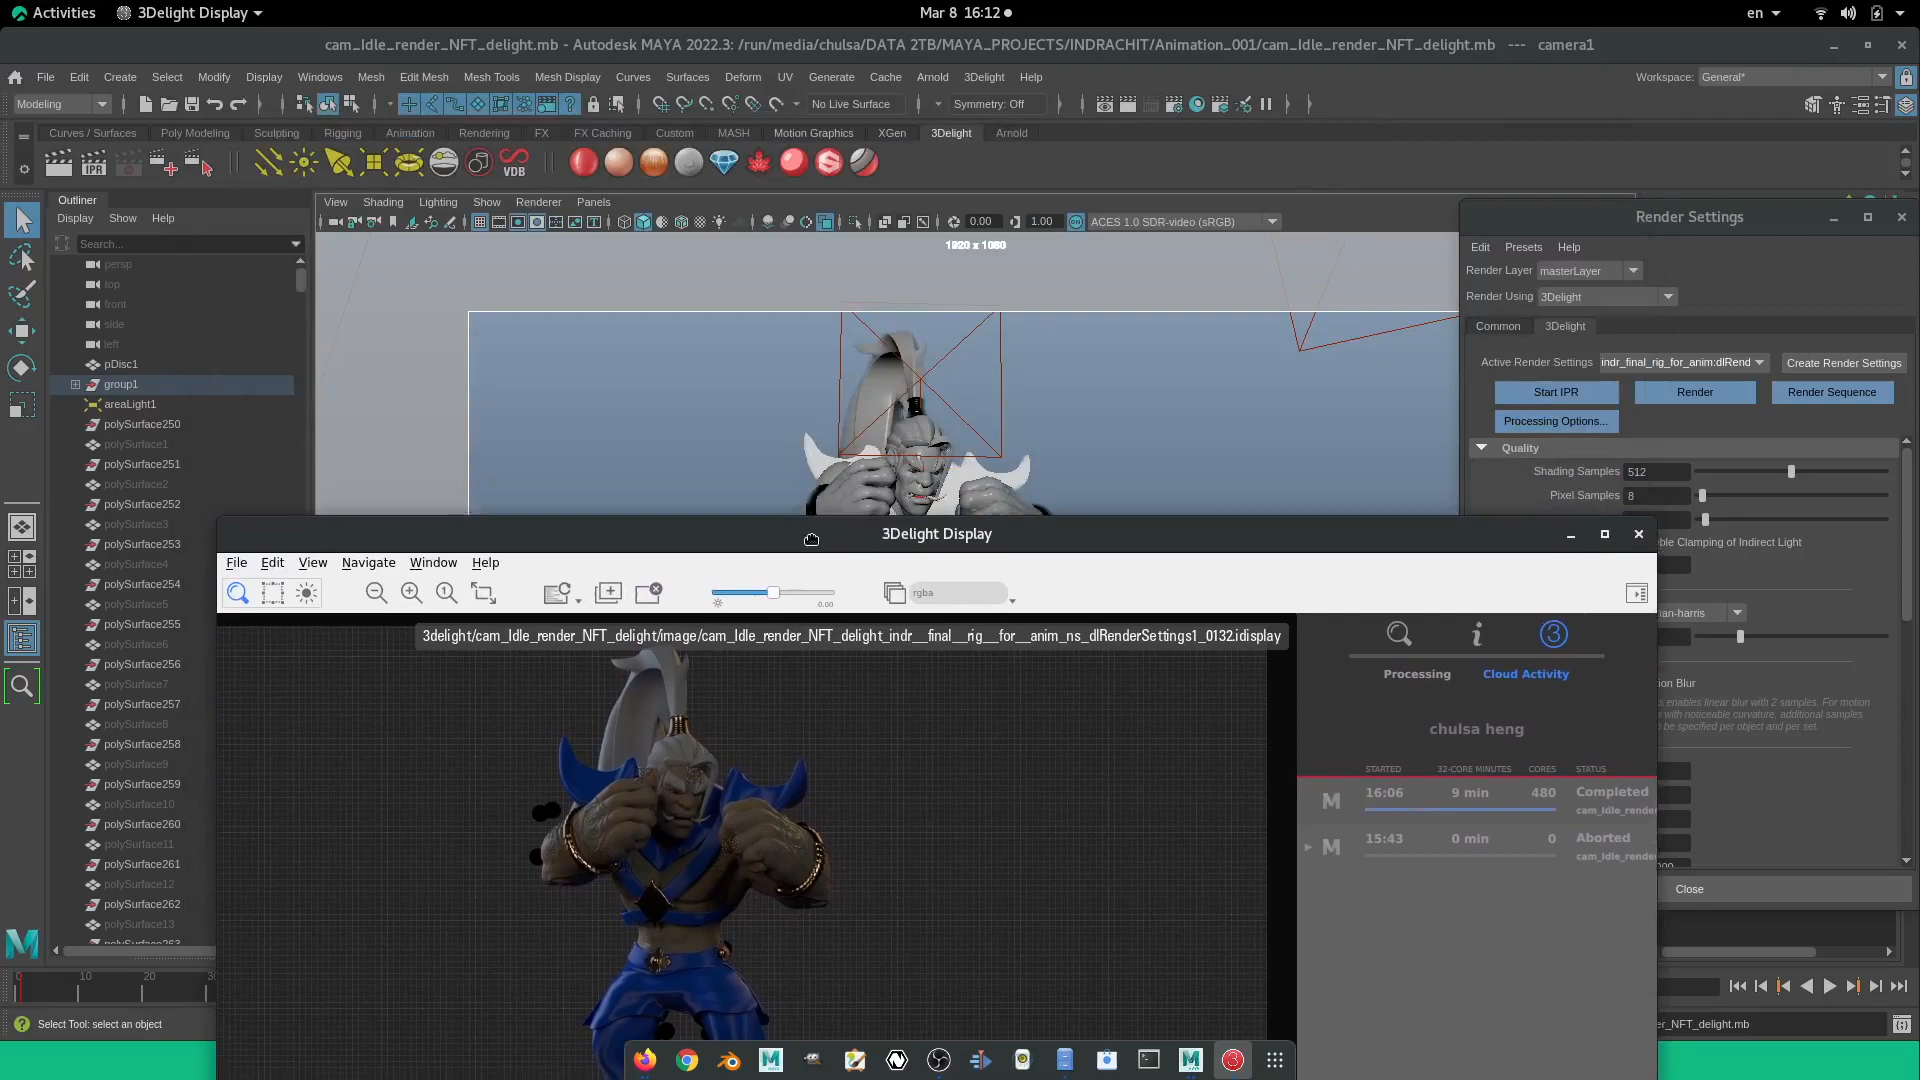 Activities 3Delight Display Mar 8 16:12 en
cam_Idle_render_NFT_delight.mb - Autodesk MAYA 2022.3: /run/media/chulsa/DATA 2TB/MAYA_PROJECTS/INDRACHIT/Animation_001/cam_Idle_render_NFT_delight.mb --- camera1
File Edit Create Select Modify Display Windows Mesh Edit Mesh Mesh Tools Mesh Display Curves Surfaces Deform UV Generate Cache Arnold 3Delight Help Workspace: General*
Modeling No Live Surface Symmetry: Off
Curves / Surfaces Poly Modeling Sculpting Rigging Animation Rendering FX FX Caching Custom MASH Motion Graphics XGen 3Delight Arnold
IPR VDB
Outliner
Display Show Help
Search...
persp
top
front
side
left
pDisc1
group1
areaLight1
polySurface250
polySurface1
polySurface251
polySurface2
polySurface252
polySurface3
polySurface253
polySurface4
polySurface254
polySurface5
polySurface255
polySurface6
polySurface256
polySurface7
polySurface257
polySurface8
polySurface258
polySurface9
polySurface259
polySurface10
polySurface260
polySurface11
polySurface261
polySurface12
polySurface262
polySurface13
polySurface263
View Shading Lighting Show Renderer Panels
0.00 1.00 ACES 1.0 SDR-video (sRGB)
Render Settings
Edit Presets Help
Render Layer masterLayer
Render Using 3Delight
Common 3Delight
Active Render Settings indr_final_rig_for_anim:dlRend Create Render Settings
Start IPR Render Render Sequence
Processing Options...
Quality
Shading Samples 512
Pixel Samples 8
ble Clamping of Indirect Light
an-harris
ion Blur
s enables linear blur with 2 samples. For motion
r with noticeable curvature, additional samples
be specified per object and per set.
Close
3Delight Display
File Edit View Navigate Window Help
0.00 rgba
3delight/cam_Idle_render_NFT_delight/image/cam_Idle_render_NFT_delight_indr__final__rig__for__anim_ns_dlRenderSettings1_0132.idisplay
Processing Cloud Activity
chulsa heng
STARTED 32-CORE MINUTES CORES STATUS
M 16:06 9 min 480 Completed
cam_Idle_rende
M 15:43 0 min 0 Aborted
cam_Idle_rende
0 10 20
Select Tool: select an object
er_NFT_delight.mb